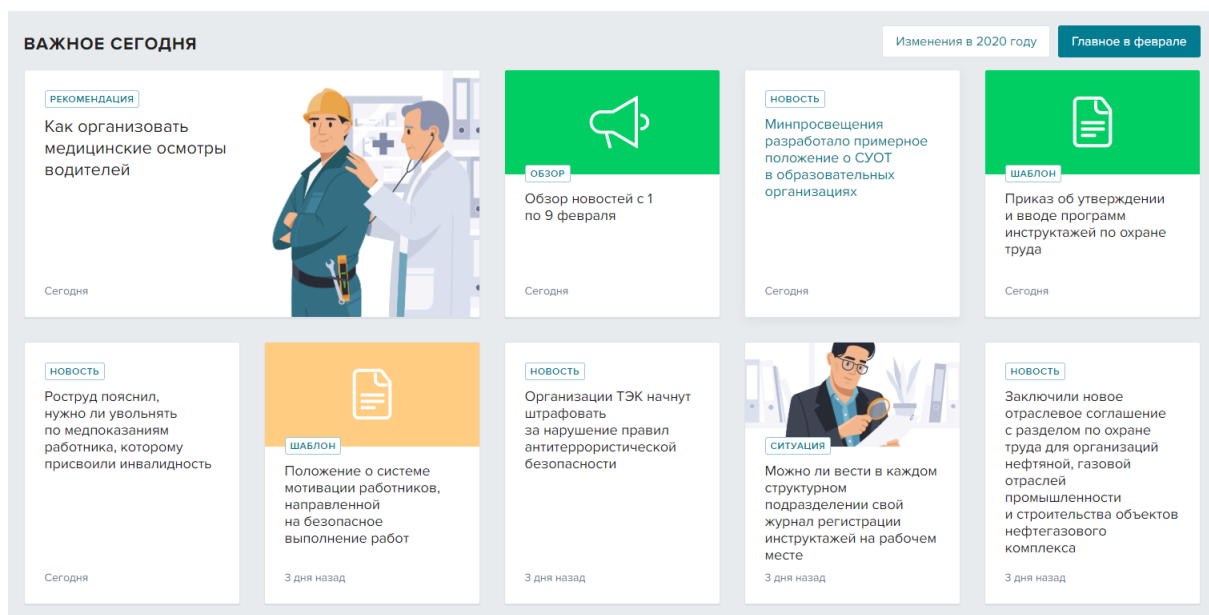 ВАЖНОЕ СЕГОДНЯ
Изменения в 2020 году
Главное в феврале
РЕКОМЕНДАЦИЯ
Как организовать
медицинские осмотры
водителей
Сегодня
ОБЗОР
Обзор новостей с 1
по 9 февраля
Сегодня
НОВОСТЬ
Минпросвещения
разработало примерное
положение о СУОТ
в образовательных
организациях
Сегодня
ШАБЛОН
Приказ об утверждении
и вводе программ
инструктажей по охране
труда
Сегодня
НОВОСТЬ
Роструд пояснил,
нужно ли увольнять
по медпоказаниям
работника, которому
присвоили инвалидность
Сегодня
ШАБЛОН
Положение о системе
мотивации работников,
направленной
на безопасное
выполнение работ
3 дня назад
НОВОСТЬ
Организации ТЭК начнут
штрафовать
за нарушение правил
антитеррористической
безопасности
3 дня назад
СИТУАЦИЯ
Можно ли вести в каждом
структурном
подразделении свой
журнал регистрации
инструктажей на рабочем
месте
3 дня назад
НОВОСТЬ
Заключили новое
отраслевое соглашение
с разделом по охране
труда для организаций
нефтяной, газовой
отраслей
промышленности
и строительства объектов
нефтегазового
комплекса
3 дня назад